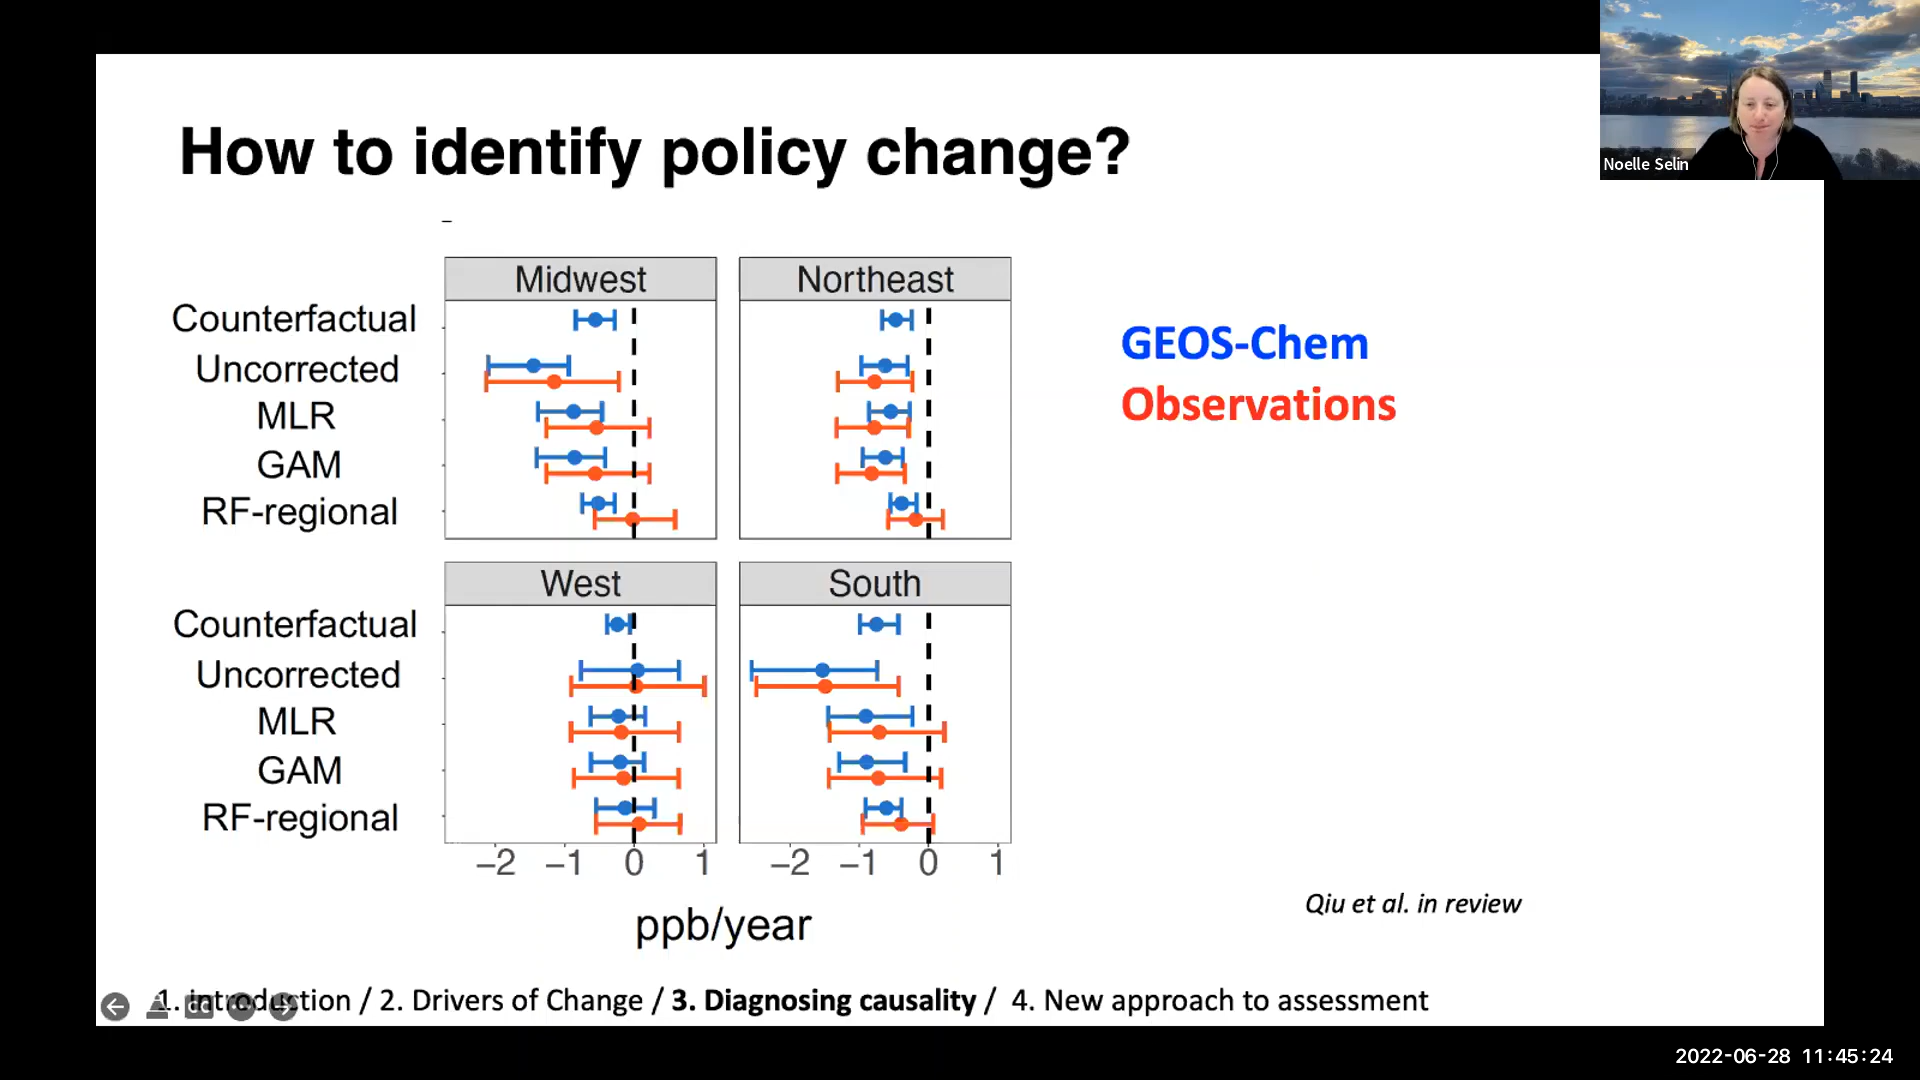 How to identify policy change?
Noelle Selin
Midwest
Northeast
Counterfactual
Uncorrected
MLR
GAM
RF-regional
GEOS-Chem
Observations
West
South
Counterfactual
Uncorrected
MLR
GAM
RF-regional
−2 −1 0 1 −2 −1 0 1
ppb/year
Qiu et al. in review
1. introduction / 2. Drivers of Change / 3. Diagnosing causality / 4. New approach to assessment
CC
2022-06-28 11:45:24